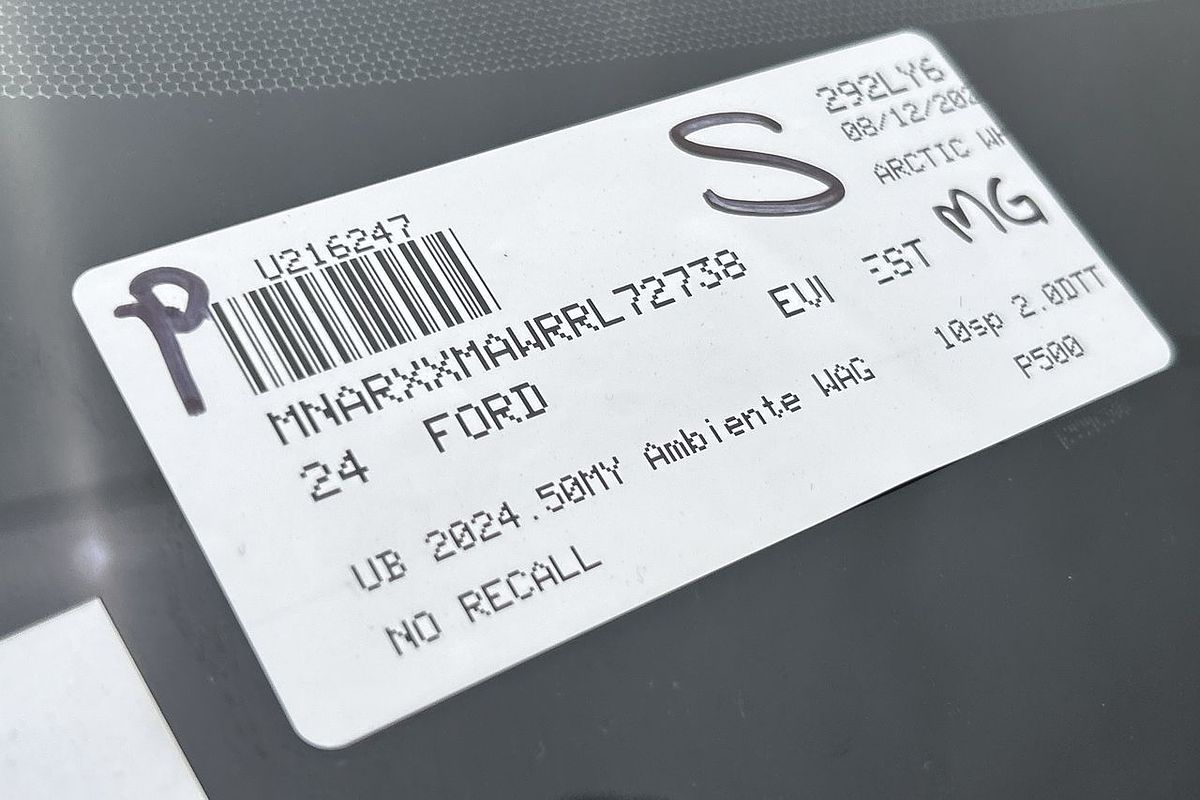 292LY6
08/12/202
ARCTIC WH
S
MG
P
U216247
MNARXXMAWRRL72738 EVI EST
24 FORD
UB 2024.50MY Ambiente WAG 10sp 2.0DTT
NO RECALL P500